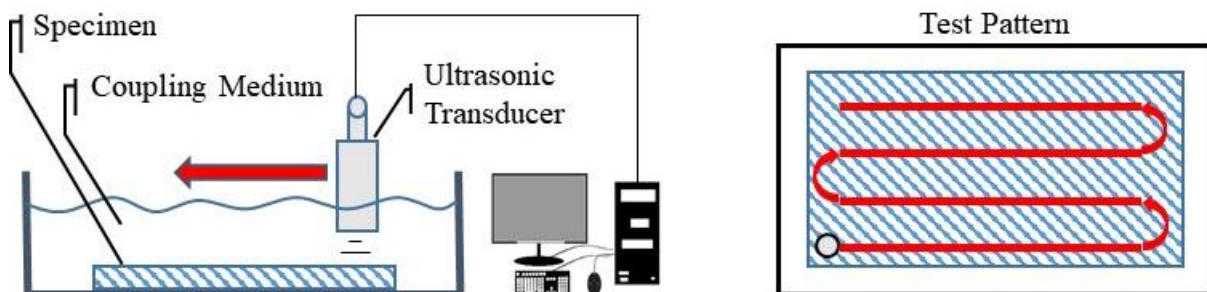 Specimen
Coupling Medium
Ultrasonic
Transducer
Test Pattern